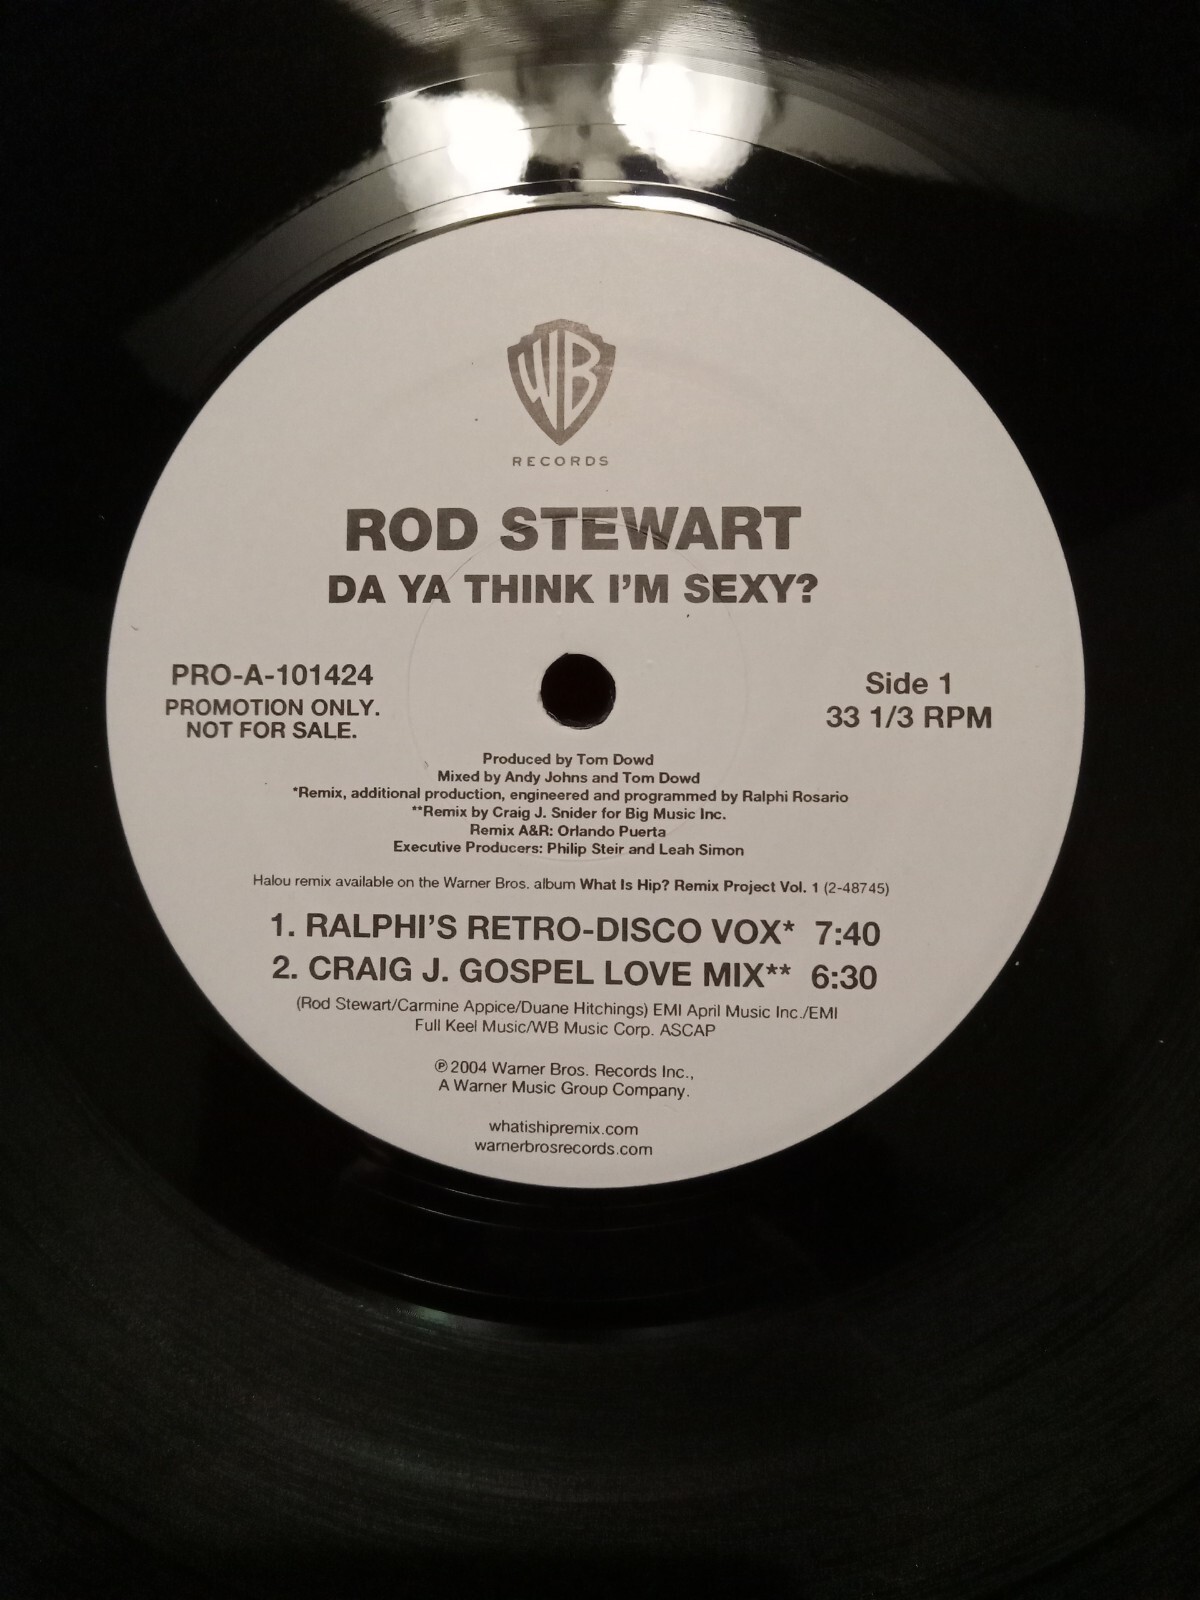 WB
RECORDS
ROD STEWART
DA YA THINK I'M SEXY?
PRO-A-101424
PROMOTION ONLY.
NOT FOR SALE.
Side 1
33 1/3 RPM
Produced by Tom Dowd
Mixed by Andy Johns and Tom Dowd
*Remix, additional production, engineered and programmed by Ralphi Rosario
**Remix by Craig J. Snider for Big Music Inc.
Remix A&R: Orlando Puerta
Executive Producers: Philip Steir and Leah Simon
Halou remix available on the Warner Bros. album What Is Hip? Remix Project Vol. 1 (2-48745)
1. RALPHI'S RETRO-DISCO VOX* 7:40
2. CRAIG J. GOSPEL LOVE MIX** 6:30
(Rod Stewart/Carmine Appice/Duane Hitchings) EMI April Music Inc./EMI
Full Keel Music/WB Music Corp. ASCAP
℗2004 Warner Bros. Records Inc.,
A Warner Music Group Company.
whatishipremix.com
warnerbrosrecords.com